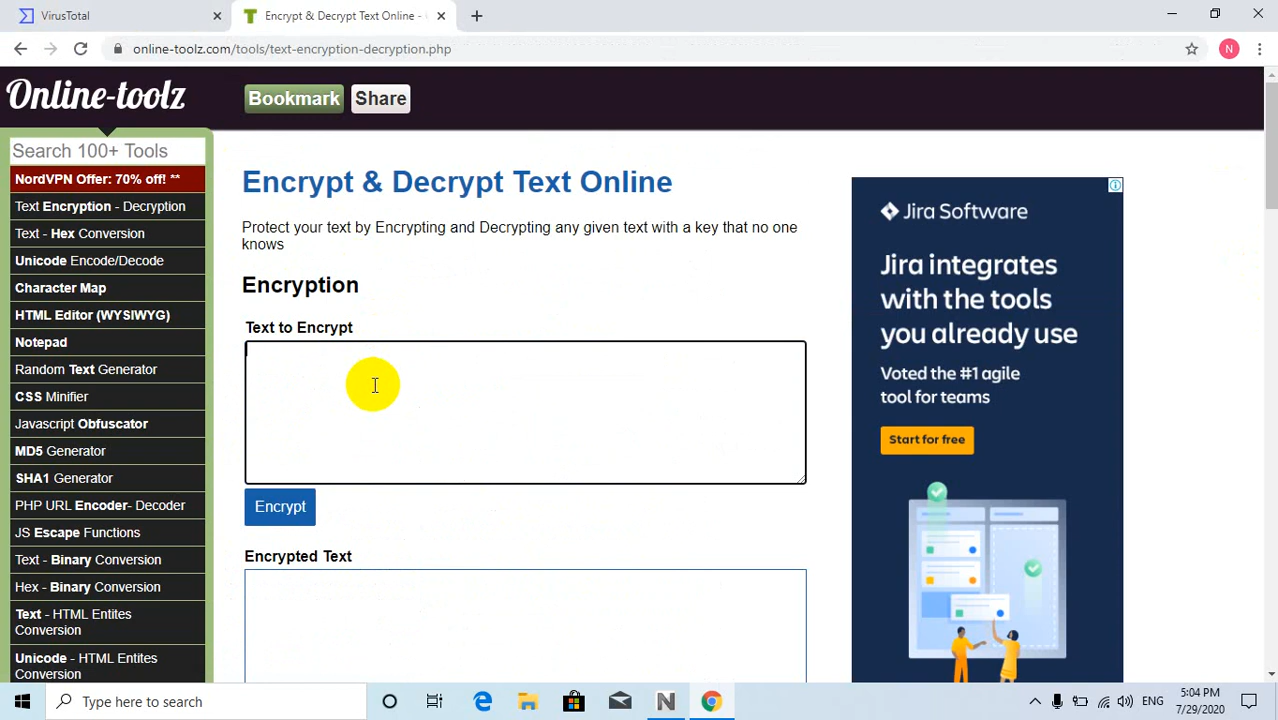 VirusTotal
Encrypt & Decrypt Text Online -
online-toolz.com/tools/text-encryption-decryption.php
N
Online-toolz
Bookmark
Share
Search 100+ Tools
NordVPN Offer: 70% off! **
Text Encryption - Decryption
Text - Hex Conversion
Unicode Encode/Decode
Character Map
HTML Editor (WYSIWYG)
Notepad
Random Text Generator
CSS Minifier
Javascript Obfuscator
MD5 Generator
SHA1 Generator
PHP URL Encoder- Decoder
JS Escape Functions
Text - Binary Conversion
Hex - Binary Conversion
Text - HTML Entites
Conversion
Unicode - HTML Entites
Conversion
Encrypt & Decrypt Text Online
Protect your text by Encrypting and Decrypting any given text with a key that no one
knows
Encryption
Text to Encrypt
Encrypt
Encrypted Text
Jira Software
Jira integrates
with the tools
you already use
Voted the #1 agile
tool for teams
Start for free
Type here to search
N
ENG
5:04 PM
7/29/2020